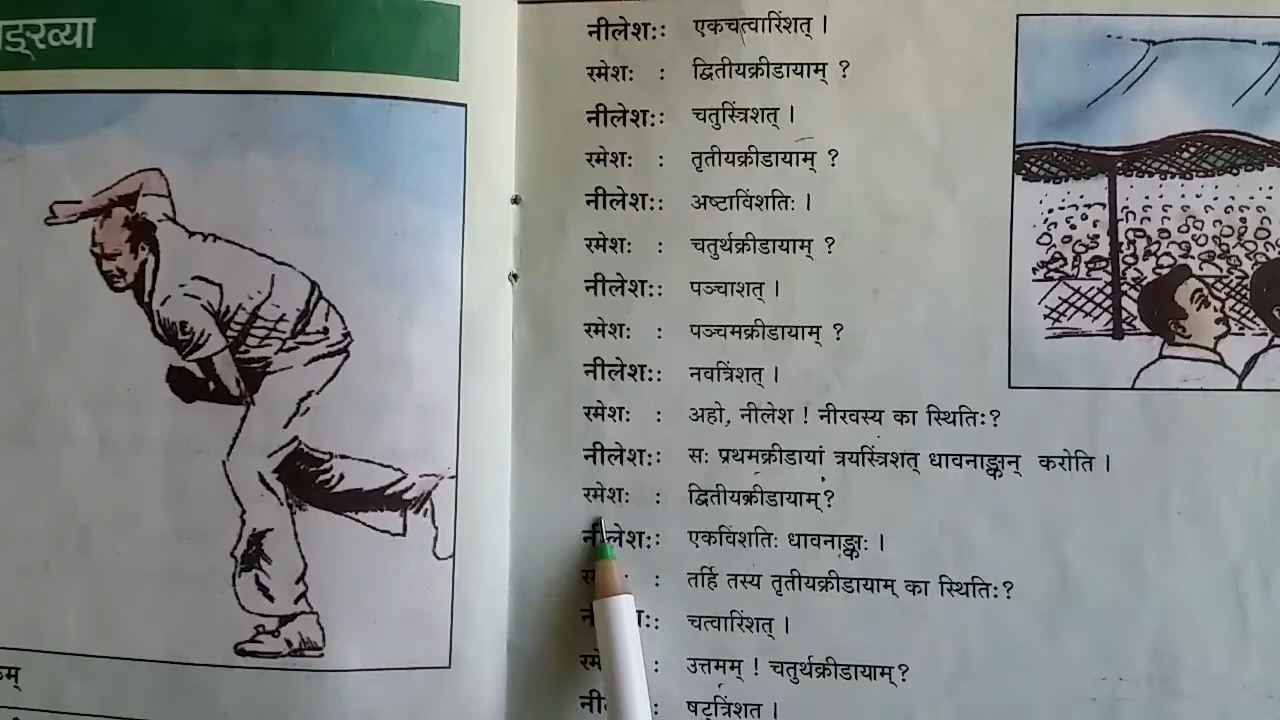 नीलेशः : एकचत्वारिंशत् ।
रमेशः : द्वितीयक्रीडायाम् ?
नीलेशः : चतुस्त्रिंशत् ।
रमेशः : तृतीयक्रीडायाम् ?
नीलेशः : अष्टाविंशतिः ।
रमेशः : चतुर्थक्रीडायाम् ?
नीलेशः : पञ्चाशत् ।
रमेशः : पञ्चमक्रीडायाम् ?
नीलेशः : नवत्रिंशत् ।
रमेशः : अहो, नीलेश ! नीरवस्य का स्थितिः?
नीलेशः : सः प्रथमक्रीडायां त्रयस्त्रिंशत् धावनाङ्कान् करोति ।
रमेशः : द्वितीयक्रीडायाम्?
नीलेशः : एकविंशतिः धावनाङ्काः ।
: तर्हि तस्य तृतीयक्रीडायाम् का स्थितिः?
: चत्वारिंशत् ।
: उत्तमम् ! चतुर्थक्रीडायाम्?
: षट्त्रिंशत् ।